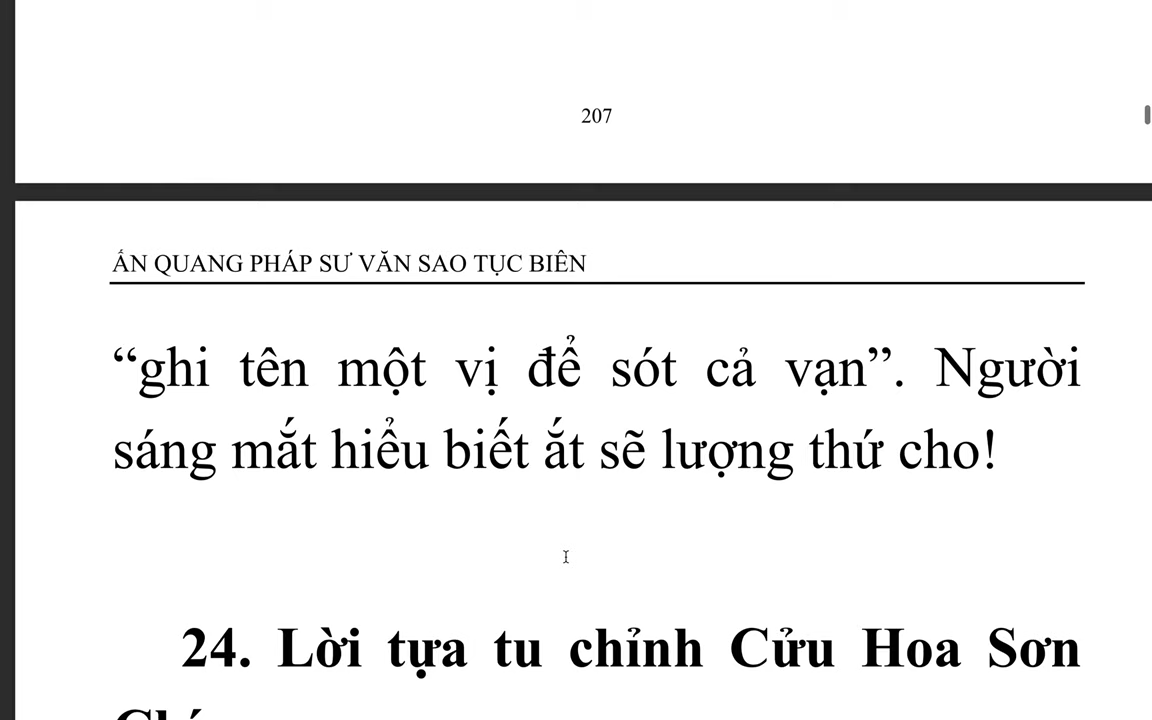 207
ẤN QUANG PHÁP SƯ VĂN SAO TỤC BIÊN
“ghi tên một vị để sót cả vạn”. Người
sáng mắt hiểu biết ắt sẽ lượng thứ cho!
24. Lời tựa tu chỉnh Cửu Hoa Sơn